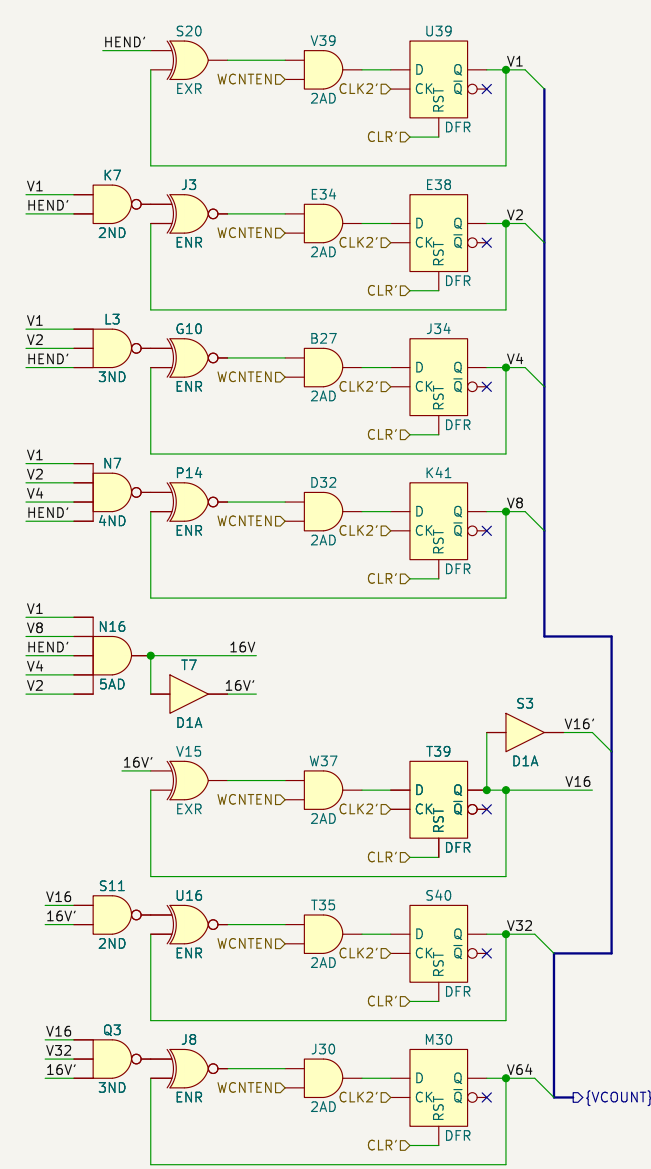 S20
HEND'
EXR
V39
WCNTEND
2AD
CLK2'
U39
D Q
CK Q̅
RST
DFR
CLR'
V1
K7
V1
HEND'
2ND
J3
ENR
E34
WCNTEND
2AD
CLK2'
E38
D Q
CK Q̅
RST
DFR
CLR'
V2
L3
V1
V2
HEND'
3ND
G10
ENR
B27
WCNTEND
2AD
CLK2'
J34
D Q
CK Q̅
RST
DFR
CLR'
V4
N7
V1
V2
V4
HEND'
4ND
P14
ENR
D32
WCNTEND
2AD
CLK2'
K41
D Q
CK Q̅
RST
DFR
CLR'
V8
N16
V1
V8
HEND'
V4
V2
5AD
16V
T7
16V'
D1A
S3
V16'
D1A
V15
16V'
EXR
W37
WCNTEND
2AD
CLK2'
T39
D Q
CK Q̅
RST
DFR
CLR'
V16
S11
V16
16V'
2ND
U16
ENR
T35
WCNTEND
2AD
CLK2'
S40
D Q
CK Q̅
RST
DFR
CLR'
V32
Q3
V16
V32
16V'
3ND
J8
ENR
J30
WCNTEND
2AD
CLK2'
M30
D Q
CK Q̅
RST
DFR
CLR'
V64
{VCOUNT}